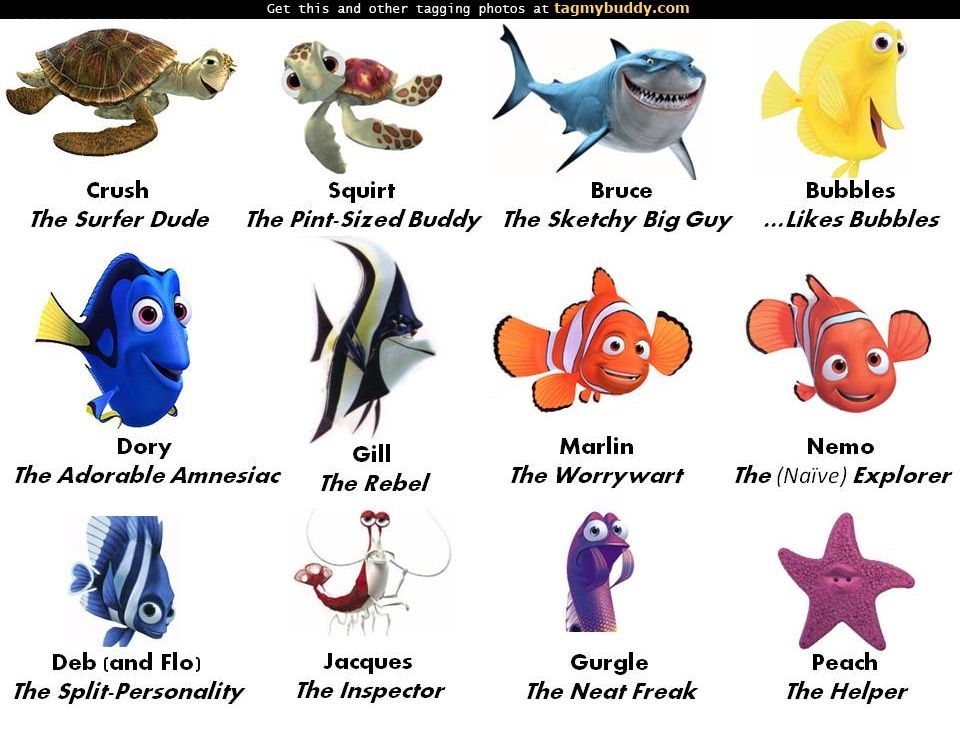 Get this and other tagging photos at tagmybuddy.com
Crush
The Surfer Dude
Squirt
The Pint-Sized Buddy
Bruce
The Sketchy Big Guy
Bubbles
...Likes Bubbles
Dory
The Adorable Amnesiac
Gill
The Rebel
Marlin
The Worrywart
Nemo
The (Naïve) Explorer
Deb (and Flo)
The Split-Personality
Jacques
The Inspector
Gurgle
The Neat Freak
Peach
The Helper